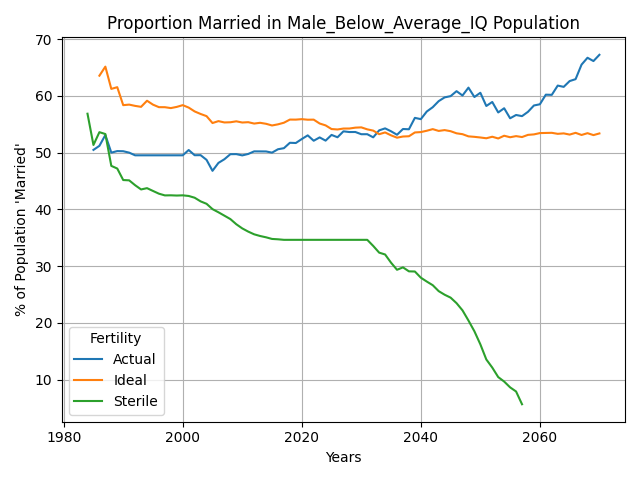 Proportion Married in Male_Below_Average_IQ Population
% of Population 'Married'
70
60
50
40
30
20
10
Fertility
Actual
Ideal
Sterile
1980
2000
2020
2040
2060
Years